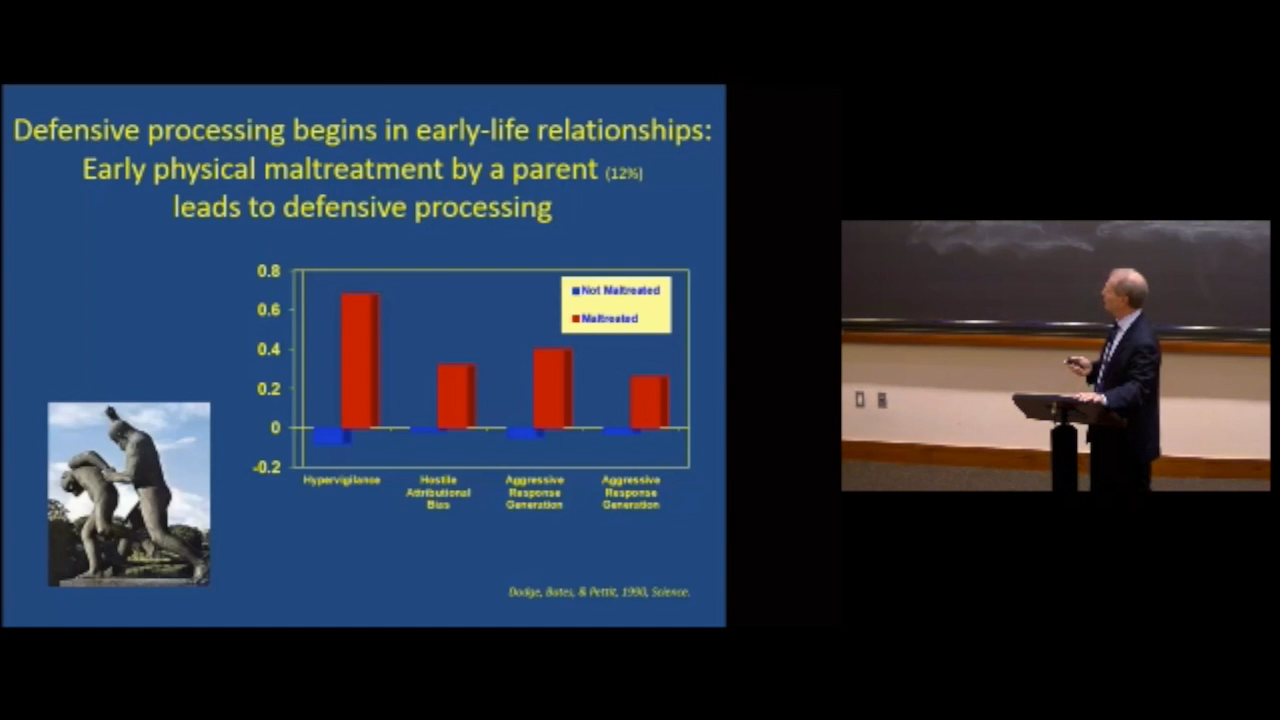 Defensive processing begins in early-life relationships:
Early physical maltreatment by a parent (12%)
leads to defensive processing
0.8
0.6
0.4
0.2
0
-0.2
Not Maltreated
Maltreated
Hypervigilance
Hostile
Attributional
Bias
Aggressive
Response
Generation
Aggressive
Response
Generation
Dodge, Bates, & Pettit, 1990, Science.